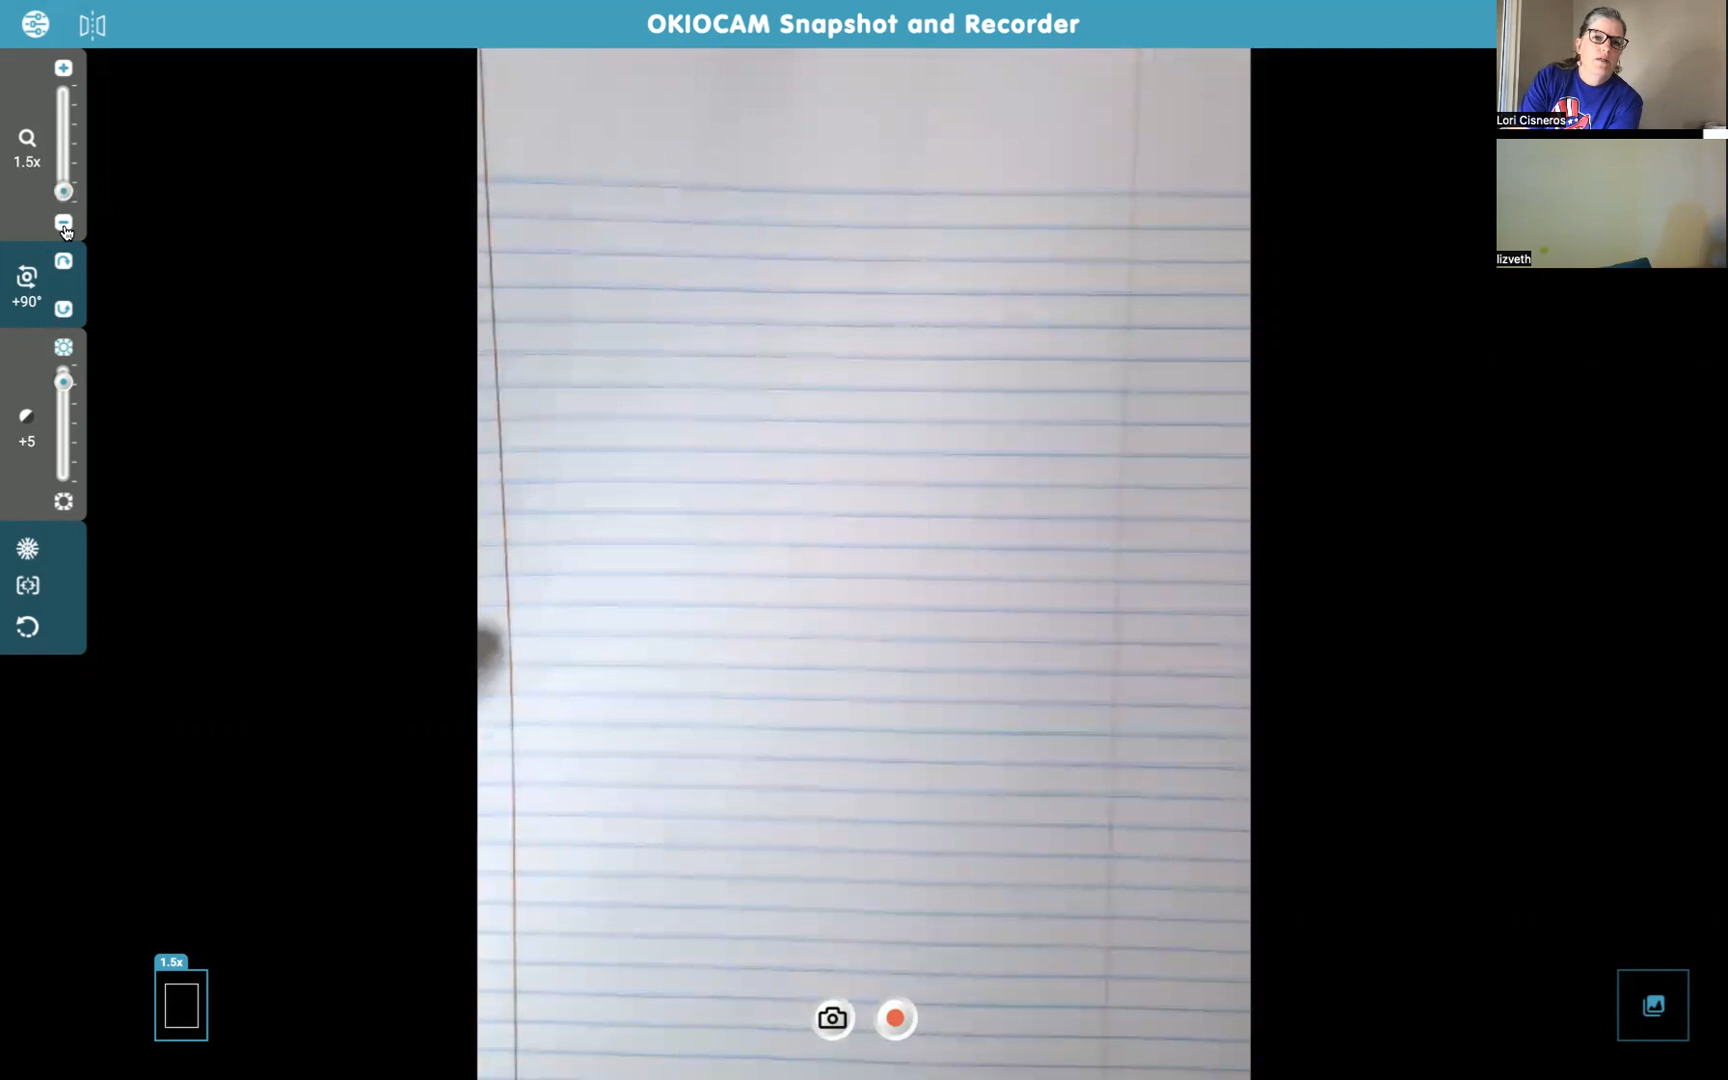 OKIOCAM Snapshot and Recorder
Lori Cisneros
1.5x
lizveth
+90°
+5
1.5x